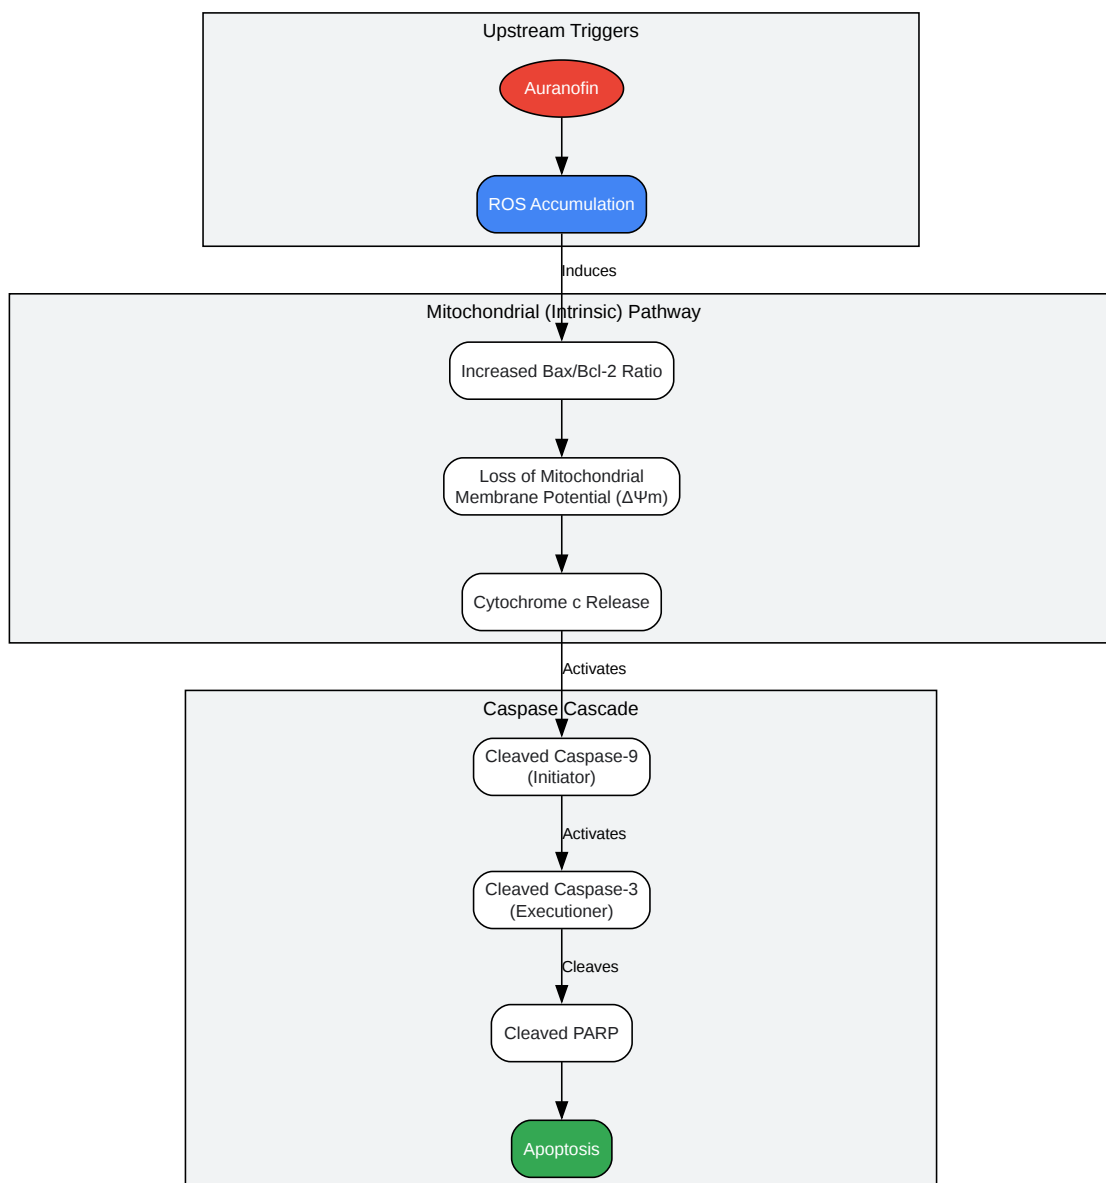 Upstream Triggers
Auranofin
ROS Accumulation
Induces
Mitochondrial (Intrinsic) Pathway
Increased Bax/Bcl-2 Ratio
Loss of Mitochondrial
Membrane Potential (ΔΨm)
Cytochrome c Release
Activates
Caspase Cascade
Cleaved Caspase-9
(Initiator)
Activates
Cleaved Caspase-3
(Executioner)
Cleaves
Cleaved PARP
Apoptosis